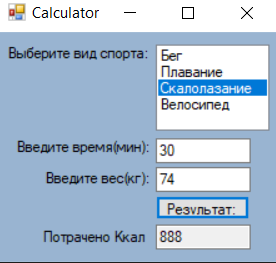 Calculator
Выберите вид спорта:
Бег
Плавание
Скалолазание
Велосипед
Введите время(мин): 30
Введите вес(кг): 74
Результат:
Потрачено Ккал 888